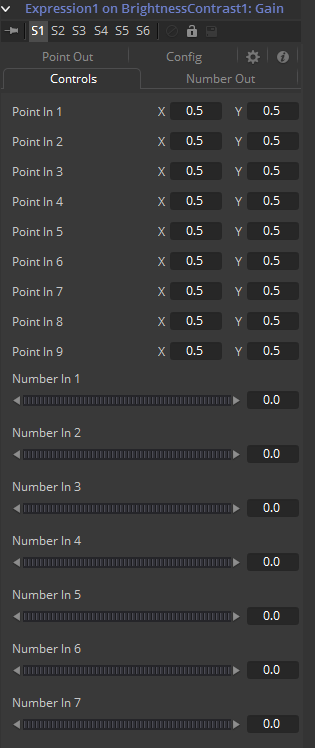 Expression1 on BrightnessContrast1: Gain
S1 S2 S3 S4 S5 S6
Point Out Config
Controls Number Out
Point In 1 X 0.5 Y 0.5
Point In 2 X 0.5 Y 0.5
Point In 3 X 0.5 Y 0.5
Point In 4 X 0.5 Y 0.5
Point In 5 X 0.5 Y 0.5
Point In 6 X 0.5 Y 0.5
Point In 7 X 0.5 Y 0.5
Point In 8 X 0.5 Y 0.5
Point In 9 X 0.5 Y 0.5
Number In 1
0.0
Number In 2
0.0
Number In 3
0.0
Number In 4
0.0
Number In 5
0.0
Number In 6
0.0
Number In 7
0.0